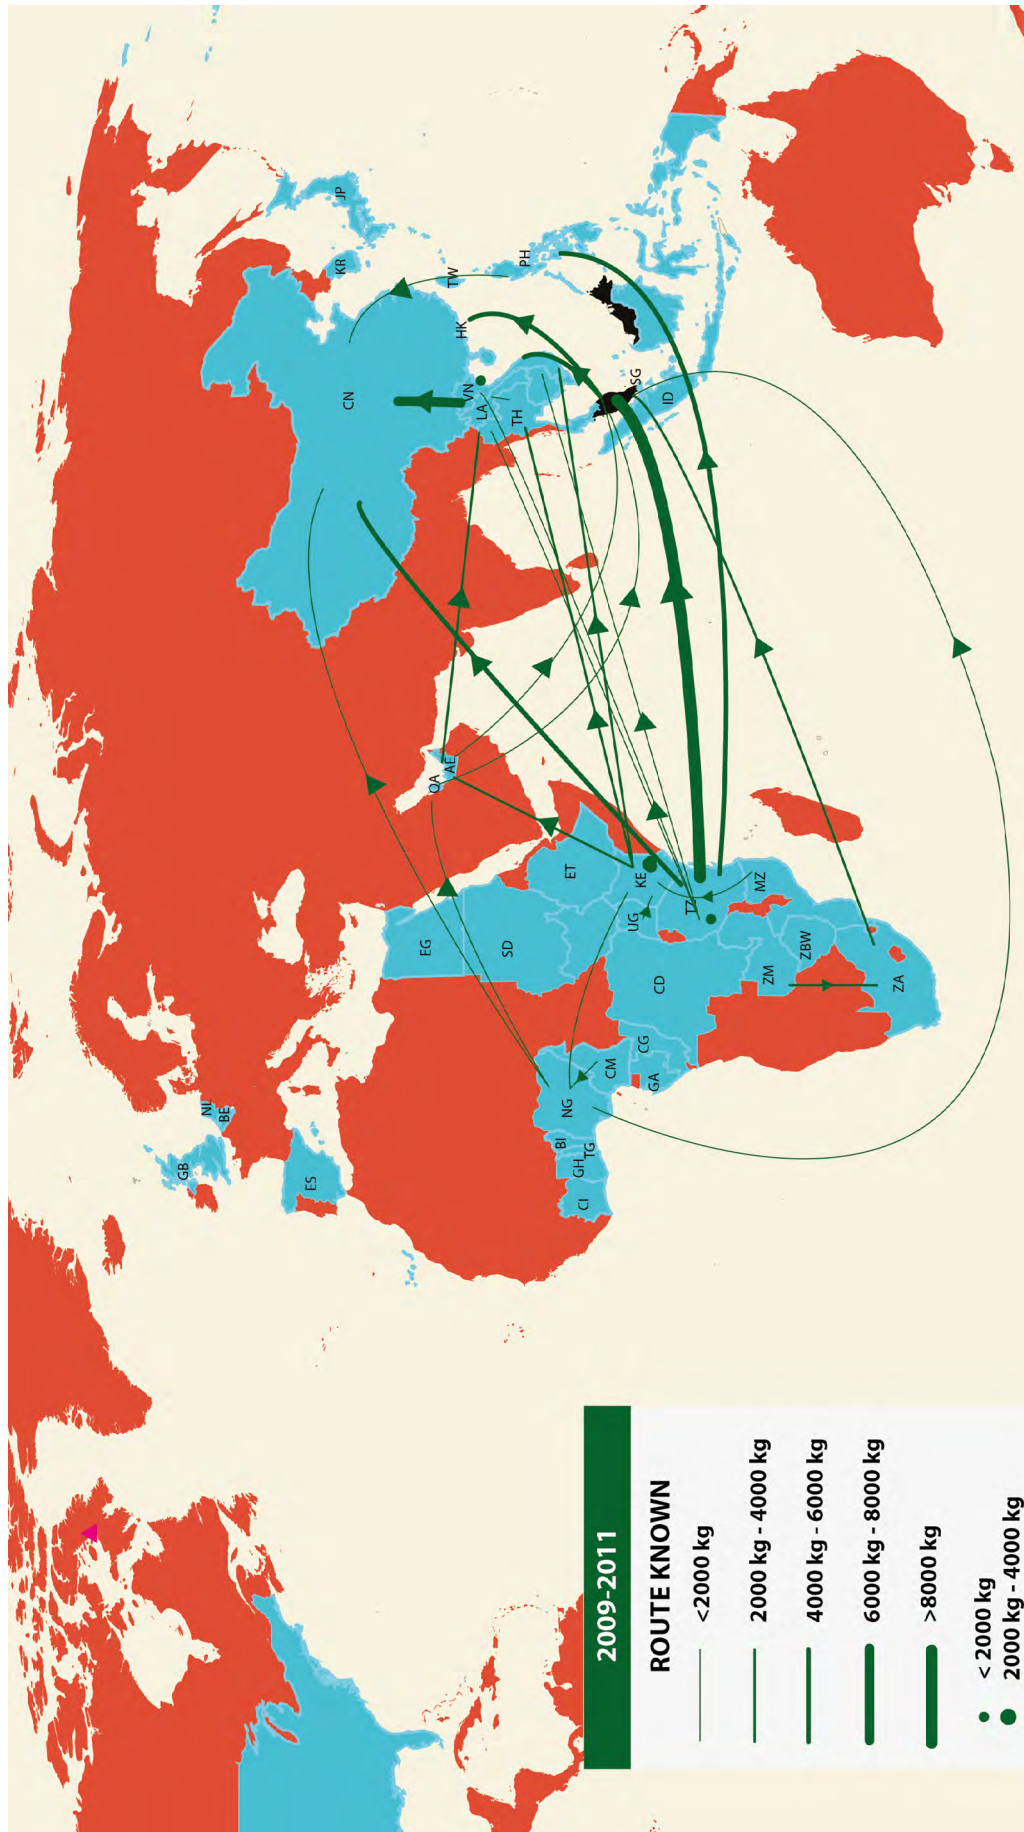 GB
NL
BE
ES
CN
KR
JP
TW
HK
VN
LA
TH
PH
SG
ID
QA
AE
EG
SD
ET
CI
GH
TG
BI
NG
CM
GA
CG
CD
UG
KE
TZ
MZ
ZM
ZBW
ZA
2009-2011
ROUTE KNOWN
<2000 kg
2000 kg - 4000 kg
4000 kg - 6000 kg
6000 kg - 8000 kg
>8000 kg
< 2000 kg
2000 kg - 4000 kg